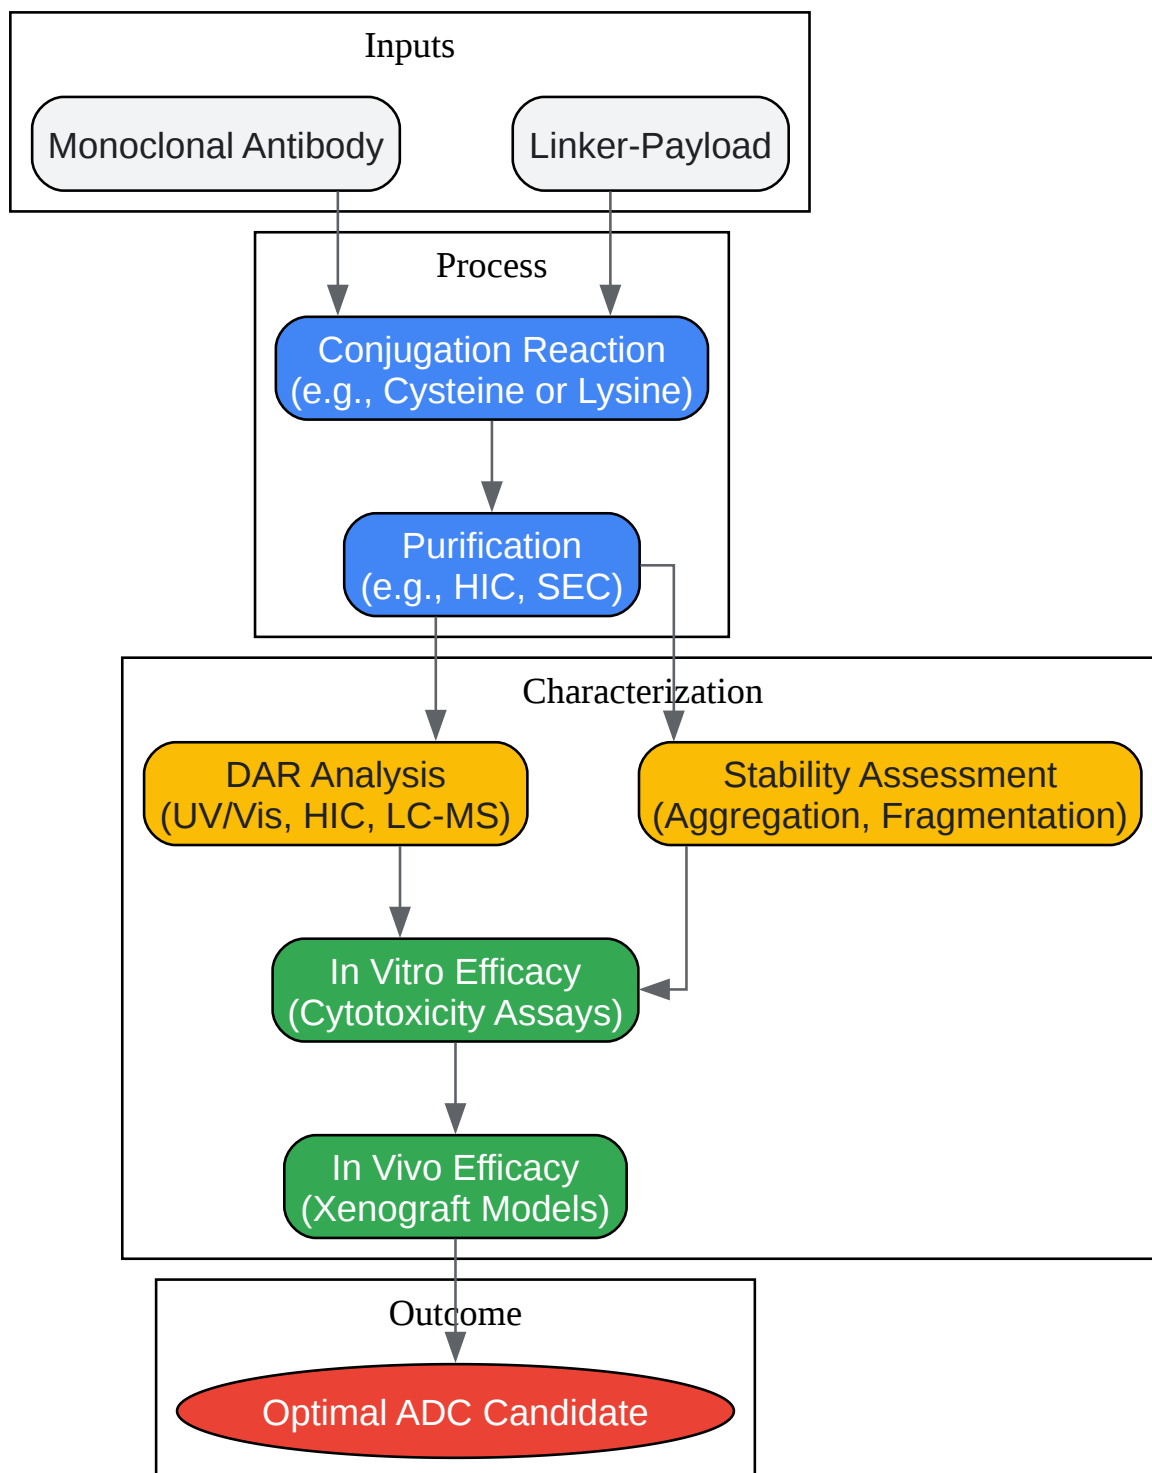 Inputs
Monoclonal Antibody
Linker-Payload
Process
Conjugation Reaction
(e.g., Cysteine or Lysine)
Purification
(e.g., HIC, SEC)
Characterization
DAR Analysis
(UV/Vis, HIC, LC-MS)
Stability Assessment
(Aggregation, Fragmentation)
In Vitro Efficacy
(Cytotoxicity Assays)
In Vivo Efficacy
(Xenograft Models)
Outcome
Optimal ADC Candidate